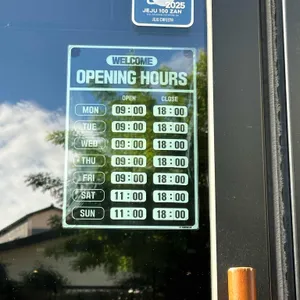 2025
JEJU 100 ZAN
WELCOME
OPENING HOURS
OPEN CLOSE
MON 09:00 18:00
TUE 09:00 18:00
WED 09:00 18:00
THU 09:00 18:00
FRI 09:00 18:00
SAT 11:00 18:00
SUN 11:00 18:00